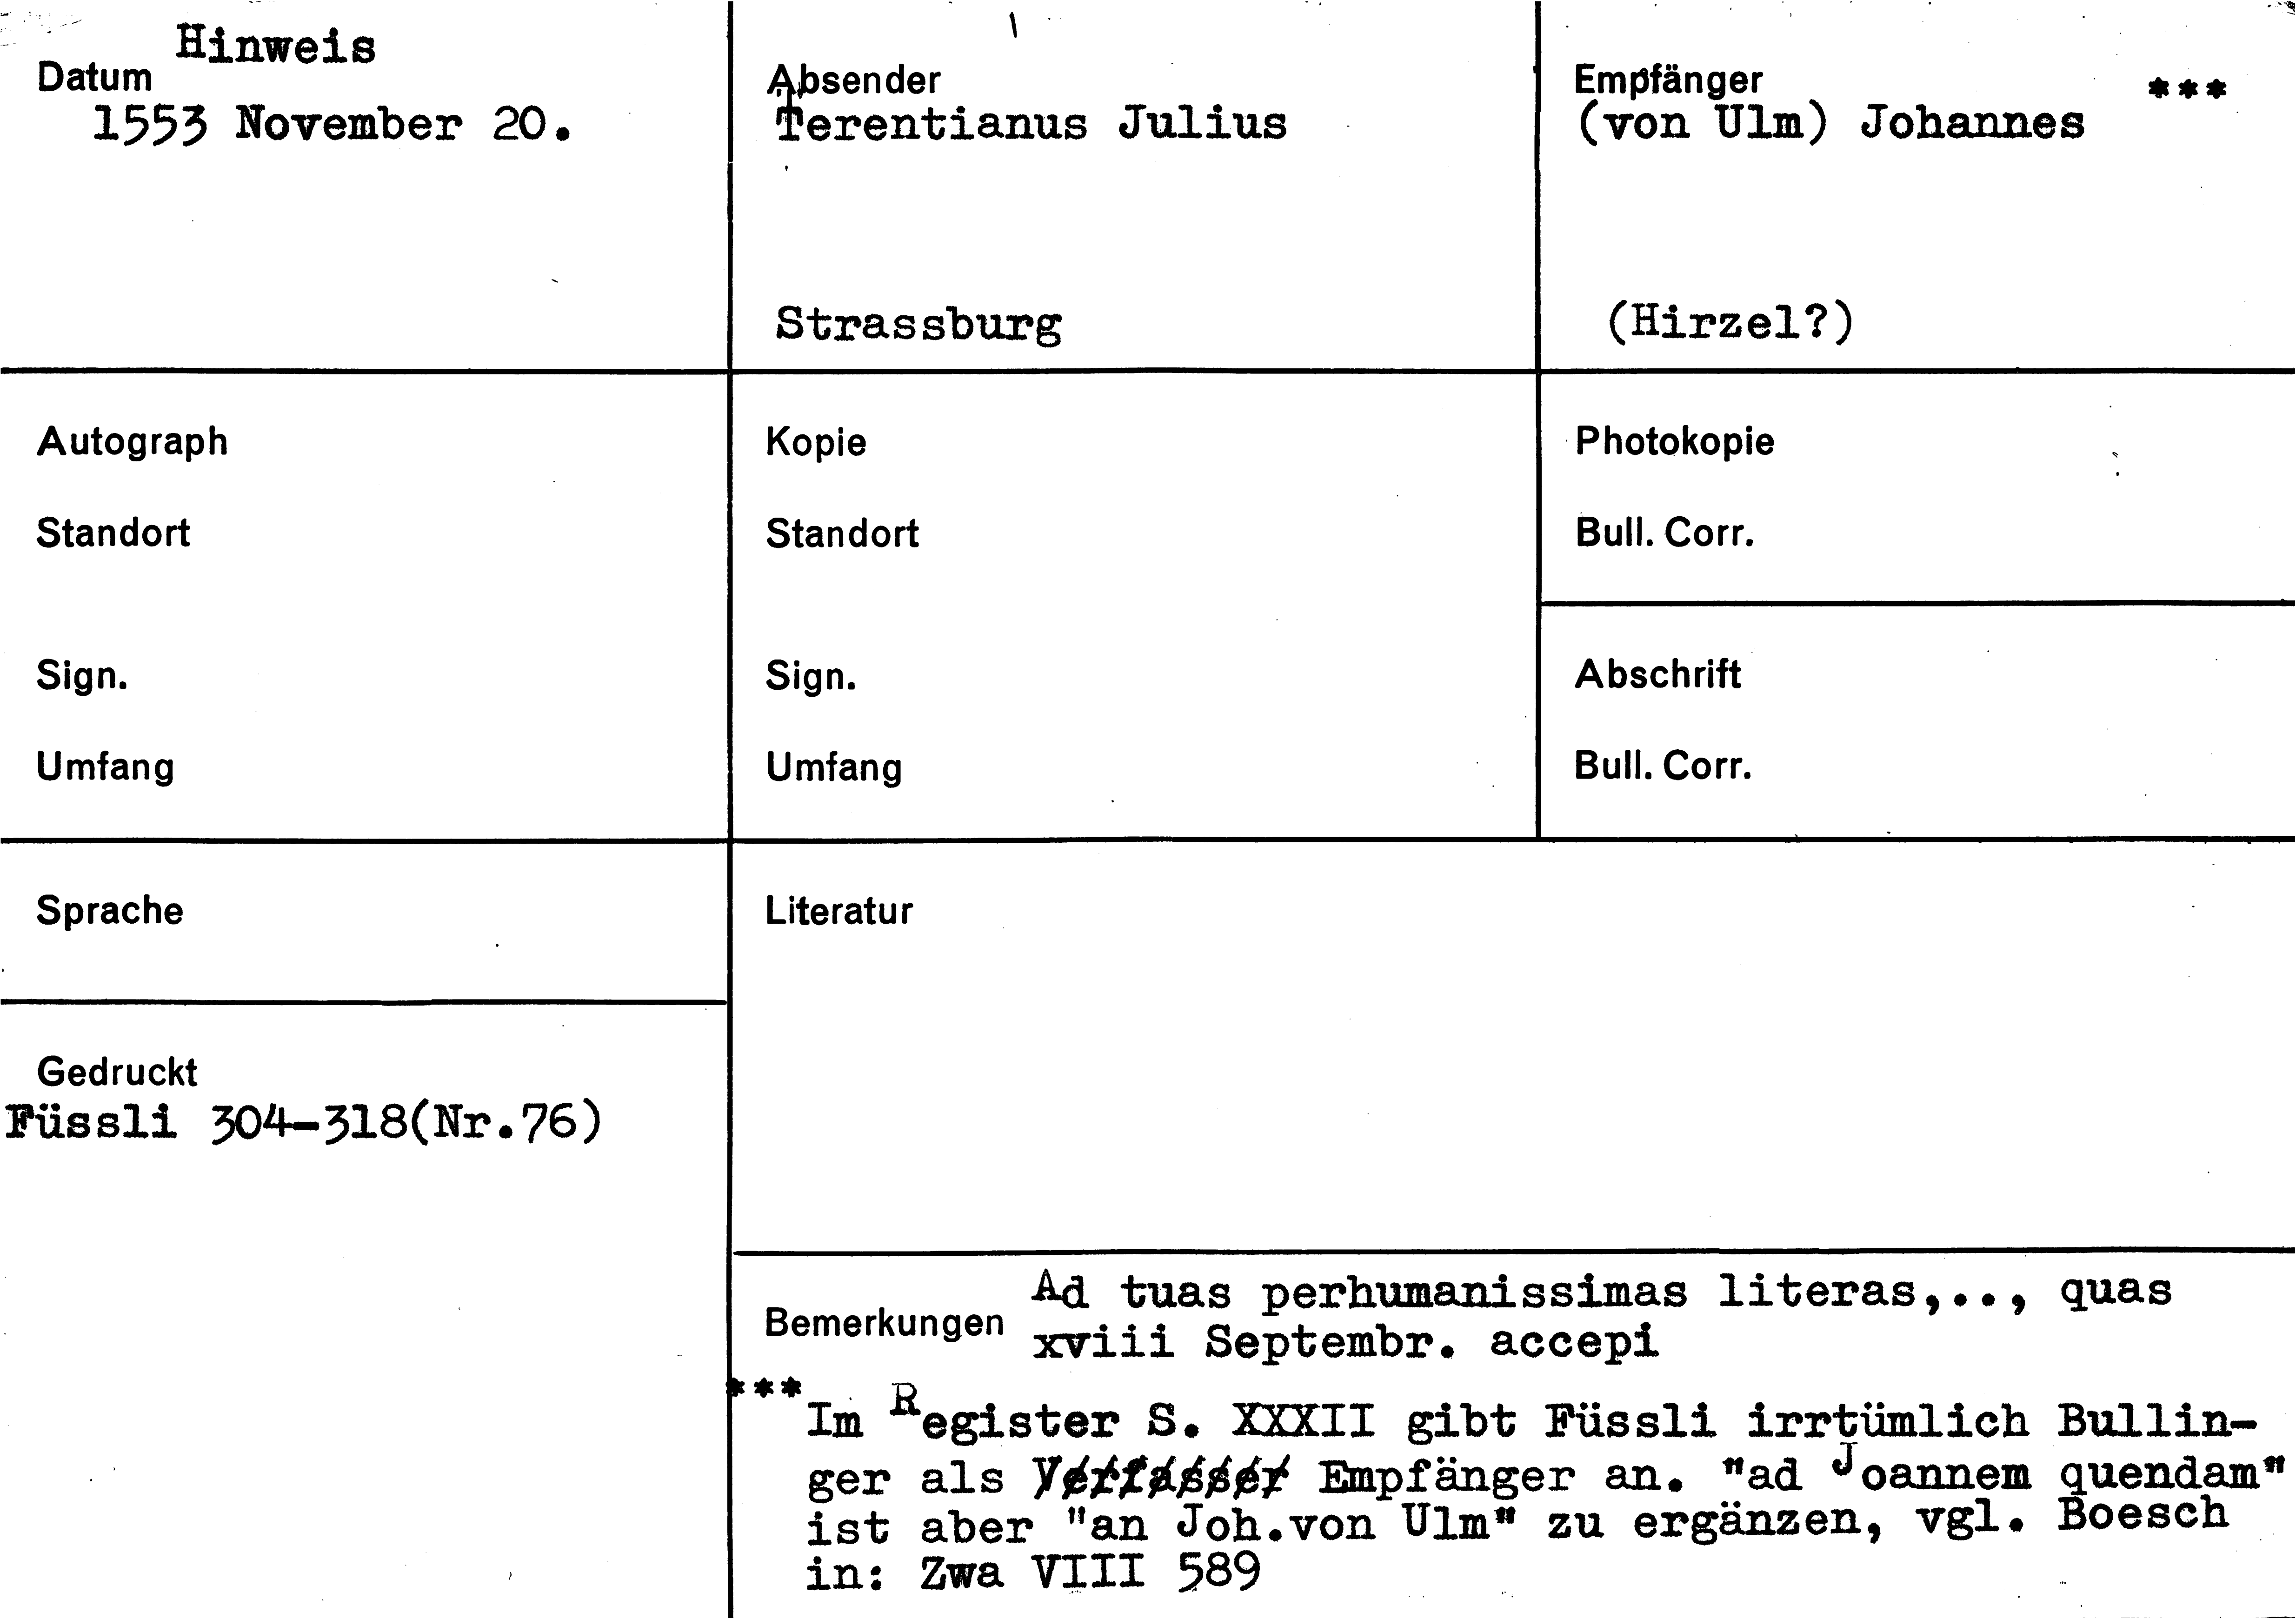 Hinweis
Datum
1553 November 20.
Absender
Terentianus Julius
Strassburg
Empfänger ***
(von Ulm) Johannes
(Hirzel?)
Autograph
Standort
Sign.
Umfang
Kopie
Standort
Sign.
Umfang
Photokopie
Bull. Corr.
Abschrift
Bull. Corr.
Sprache
Gedruckt
Füssli 304-318(Nr.76)
Literatur
Bemerkungen
Ad tuas perhumanissimas literas,.., quas
xviii Septembr. accepi
***
Im Register S. XXXII gibt Füssli irrtümlich Bullin-
ger als Verfasser Empfänger an. "ad Joannem quendam"
ist aber "an Joh.von Ulm" zu ergänzen, vgl. Boesch
in: Zwa VIII 589